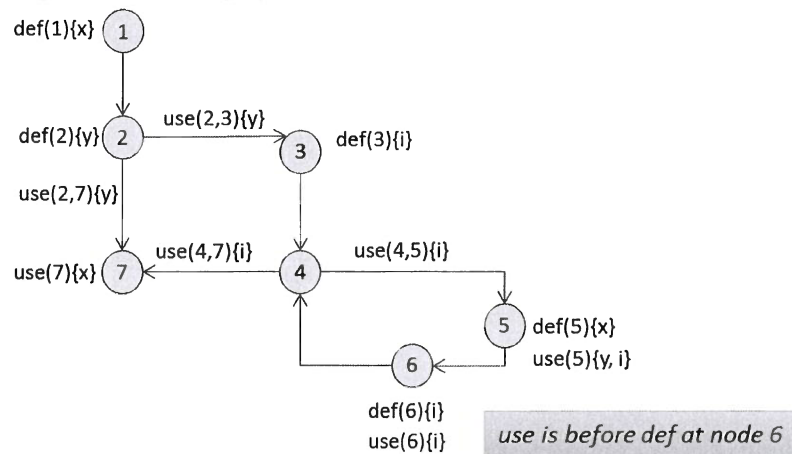 def(1){x} 1
def(2){y} 2 use(2,3){y} 3 def(3){i}
use(2,7){y}
use(7){x} 7 use(4,7){i} 4 use(4,5){i}
5 def(5){x}
use(5){y, i}
6
def(6){i}
use(6){i}
use is before def at node 6